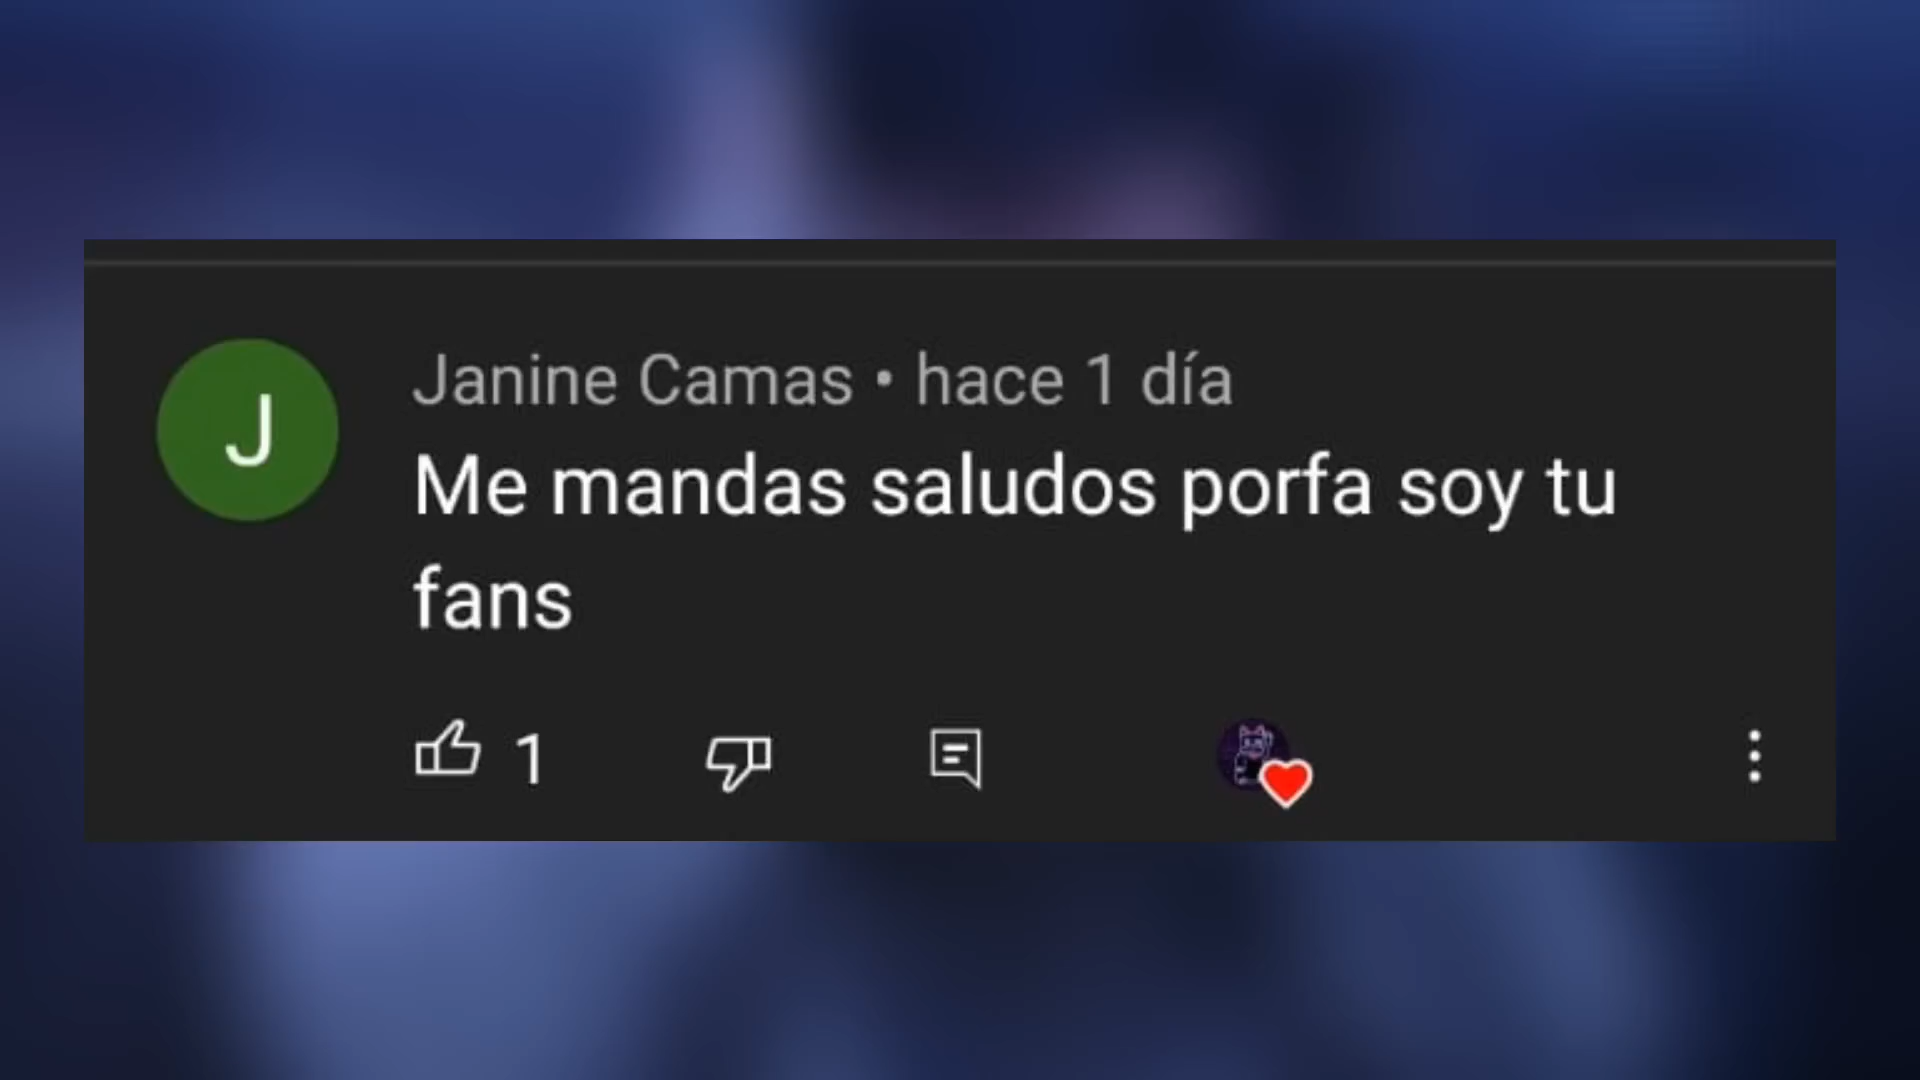 J
Janine Camas • hace 1 día
Me mandas saludos porfa soy tu
fans
1